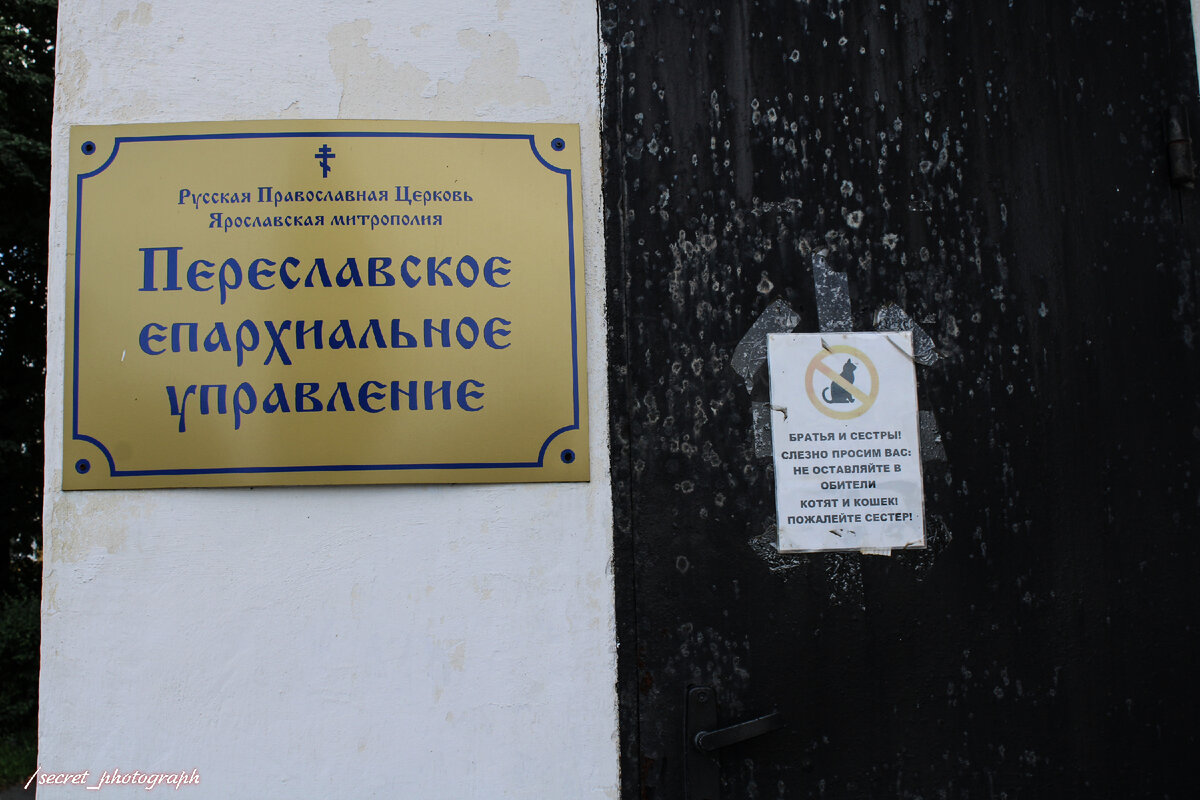 Русская Православная Церковь
Ярославская митрополия
Переславское
епархиальное
управление
БРАТЬЯ И СЕСТРЫ!
СЛЕЗНО ПРОСИМ ВАС:
НЕ ОСТАВЛЯЙТЕ В
ОБИТЕЛИ
КОТЯТ И КОШЕК!
ПОЖАЛЕЙТЕ СЕСТЕР!
/secret_photograph